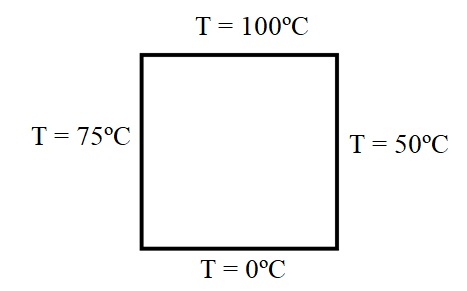 T = 100ºC
T = 75ºC
T = 50ºC
T = 0ºC